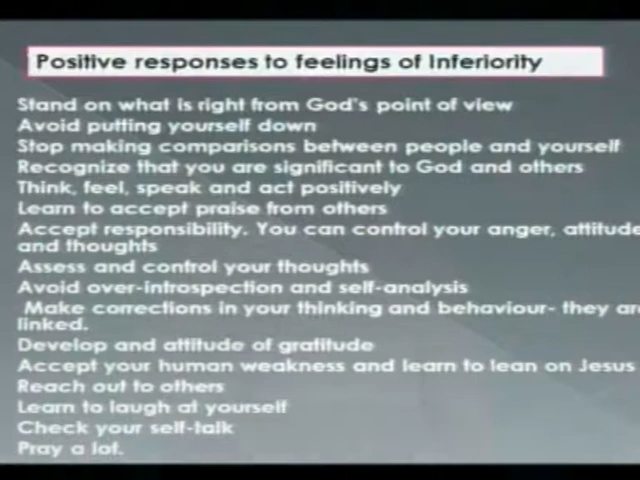 Positive responses to feelings of Inferiority
Stand on what is right from God's point of view
Avoid putting yourself down
Stop making comparisons between people and yourself
Recognize that you are significant to God and others
Think, feel, speak and act positively
Learn to accept praise from others
Accept responsibility. You can control your anger, attitude
and thoughts
Assess and control your thoughts
Avoid over-introspection and self-analysis
Make corrections in your thinking and behaviour- they are
linked.
Develop and attitude of gratitude
Accept your human weakness and learn to lean on Jesus
Reach out to others
Learn to laugh at yourself
Check your self-talk
Pray a lot.